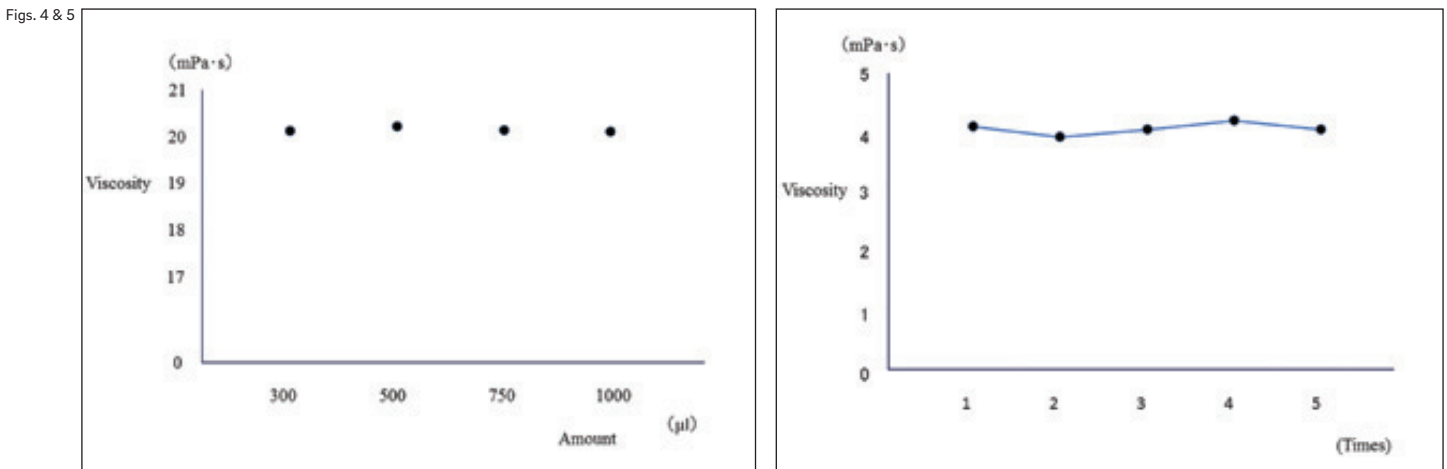 Figs. 4 & 5
(mPa·s)
21
20
Viscosity 19
18
17
0
300 500 750 1000
(μl)
Amount
(mPa·s)
5
4
Viscosity 3
2
1
0
1 2 3 4 5
(Times)